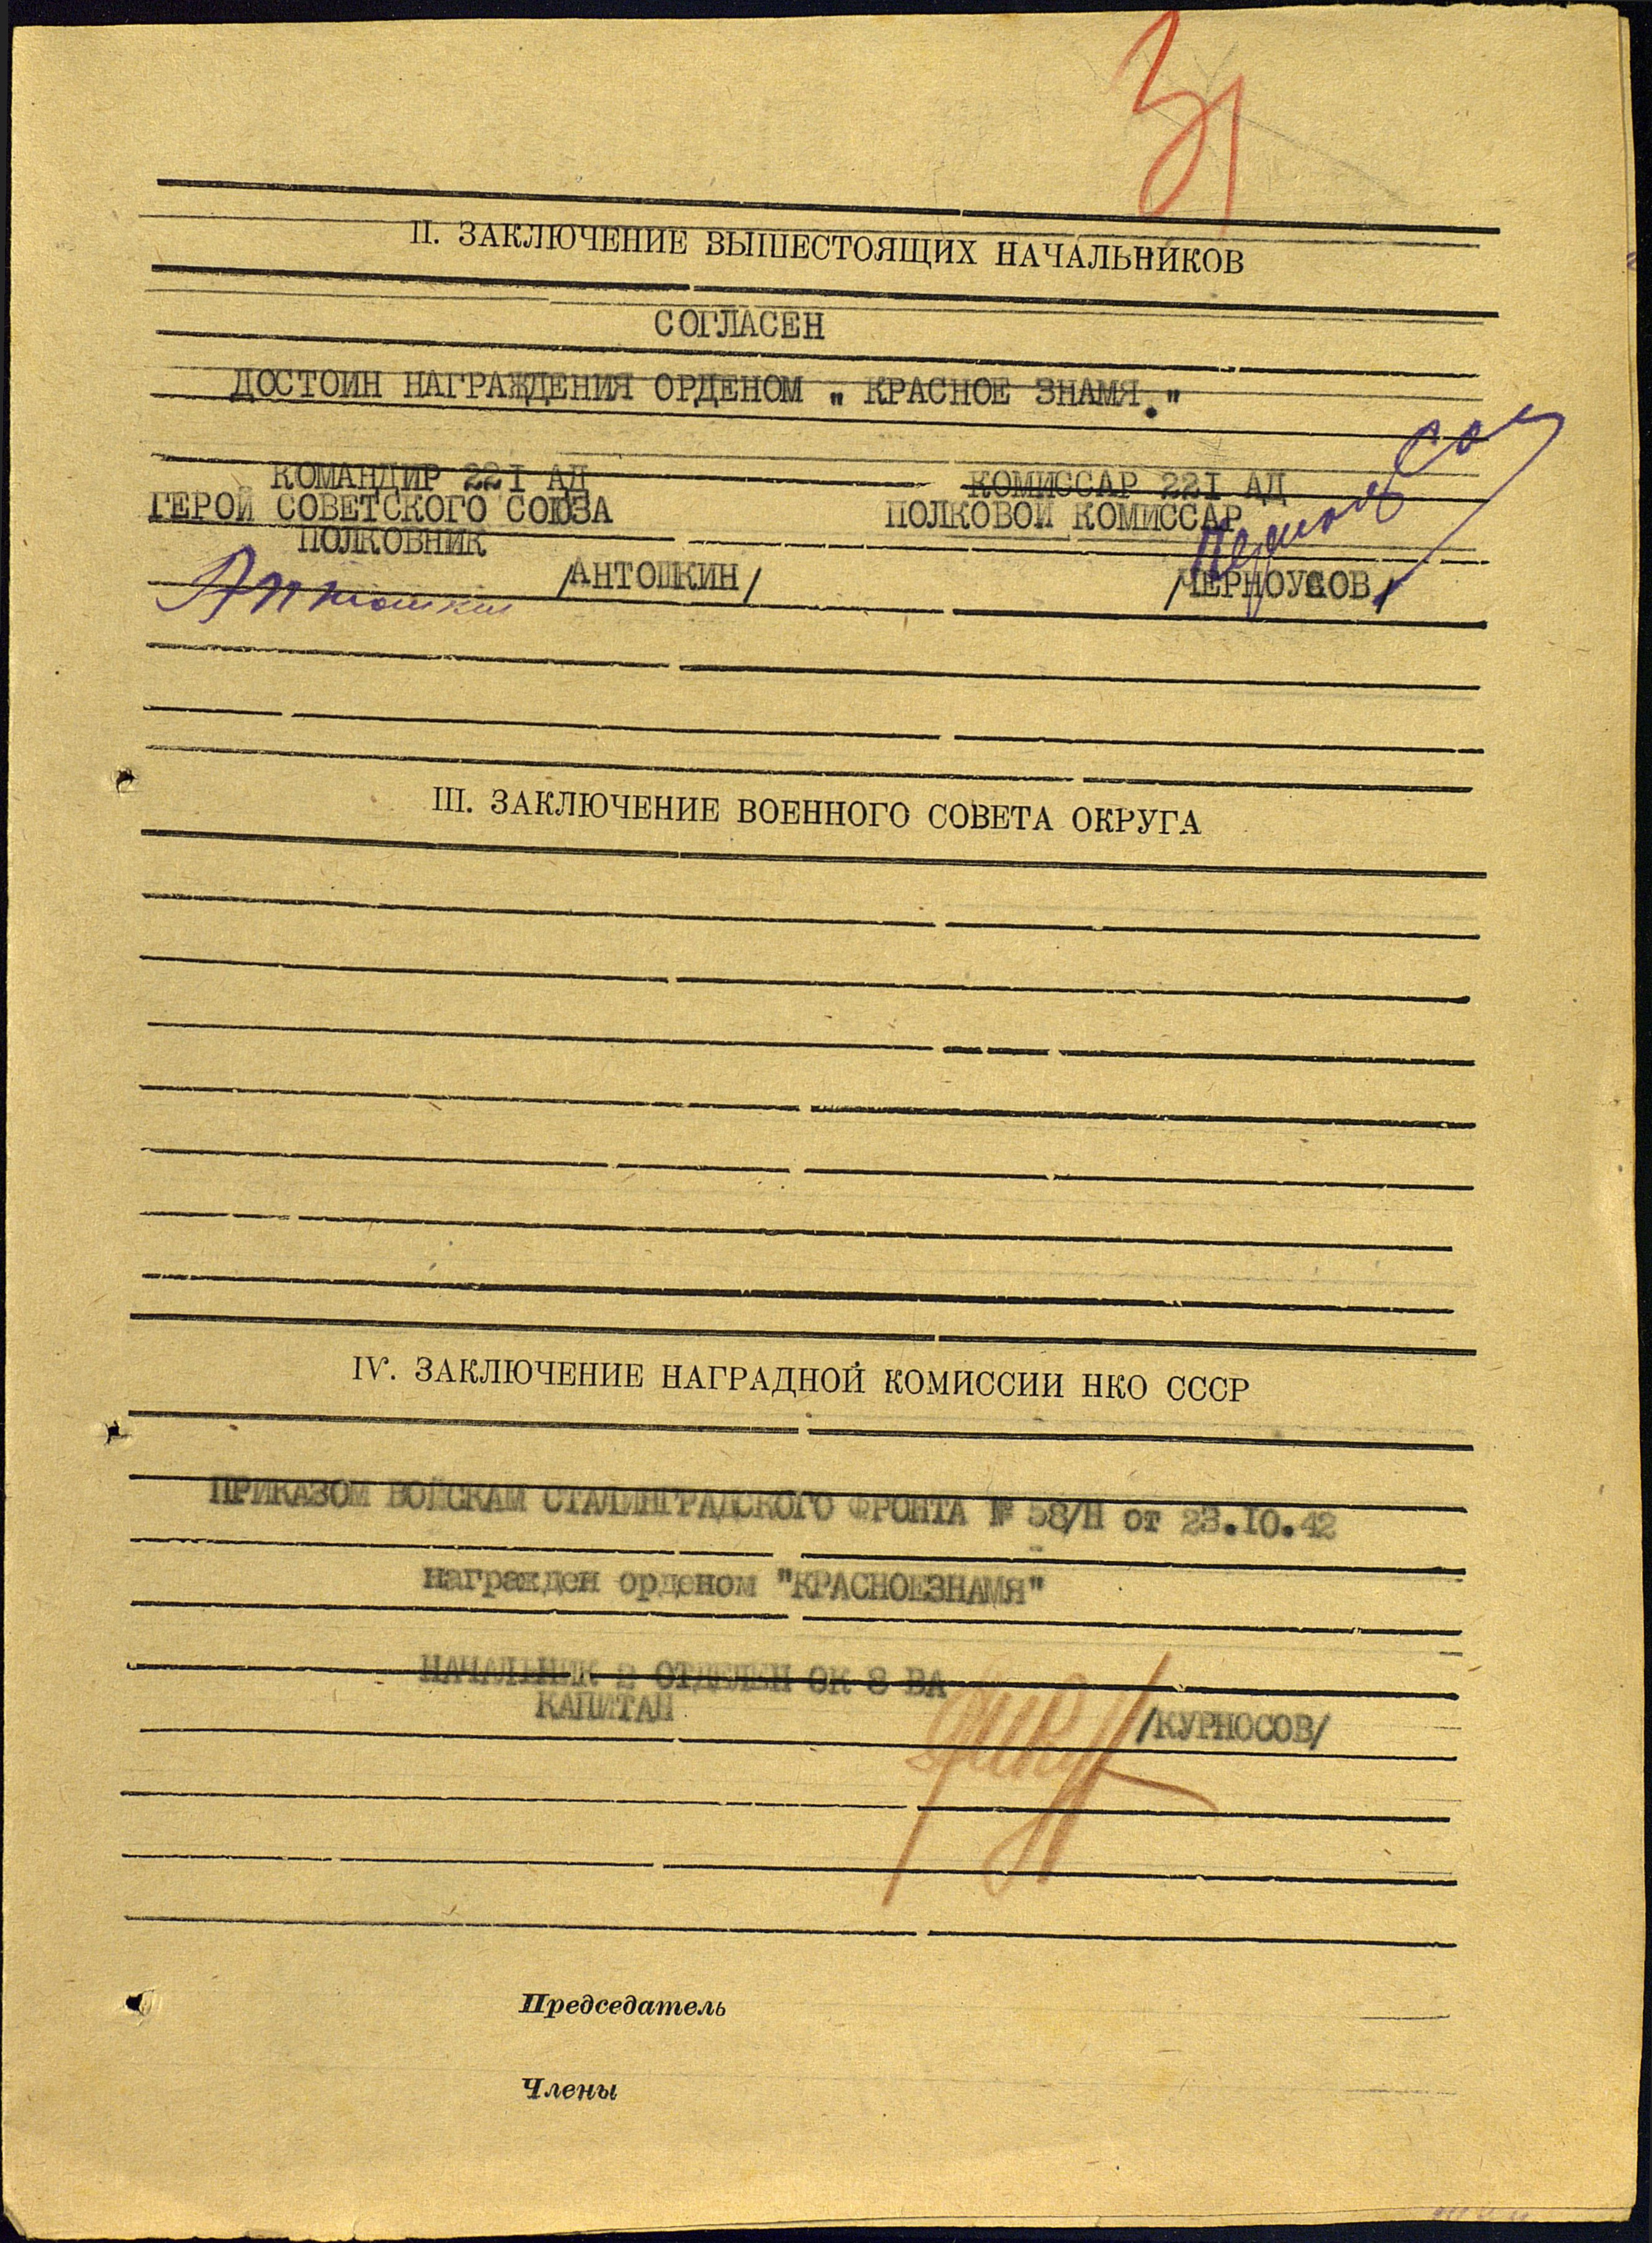 31
II. ЗАКЛЮЧЕНИЕ ВЫШЕСТОЯЩИХ НАЧАЛЬНИКОВ
СОГЛАСЕН
ДОСТОИН НАГРАЖДЕНИЯ ОРДЕНОМ „ КРАСНОЕ ЗНАМЯ."
КОМАНДИР 221 АД
ГЕРОЙ СОВЕТСКОГО СОЮЗА
ПОЛКОВНИК
/АНТОШКИН/
Антошкин
КОМИССАР 221 АД
ПОЛКОВОЙ КОМИССАР
Черноусов
/ЧЕРНОУСОВ/
III. ЗАКЛЮЧЕНИЕ ВОЕННОГО СОВЕТА ОКРУГА
IV. ЗАКЛЮЧЕНИЕ НАГРАДНОЙ КОМИССИИ НКО СССР
ПРИКАЗОМ ВОЙСКАМ СТАЛИНГРАДСКОГО ФРОНТА № 58/Н от 23.10.42
награжден орденом "КРАСНОЕЗНАМЯ"
НАЧАЛЬНИК 2 ОТДЕЛЕН ОК 8 ВА
КАПИТАН
/КУРНОСОВ/
Председатель
Члены